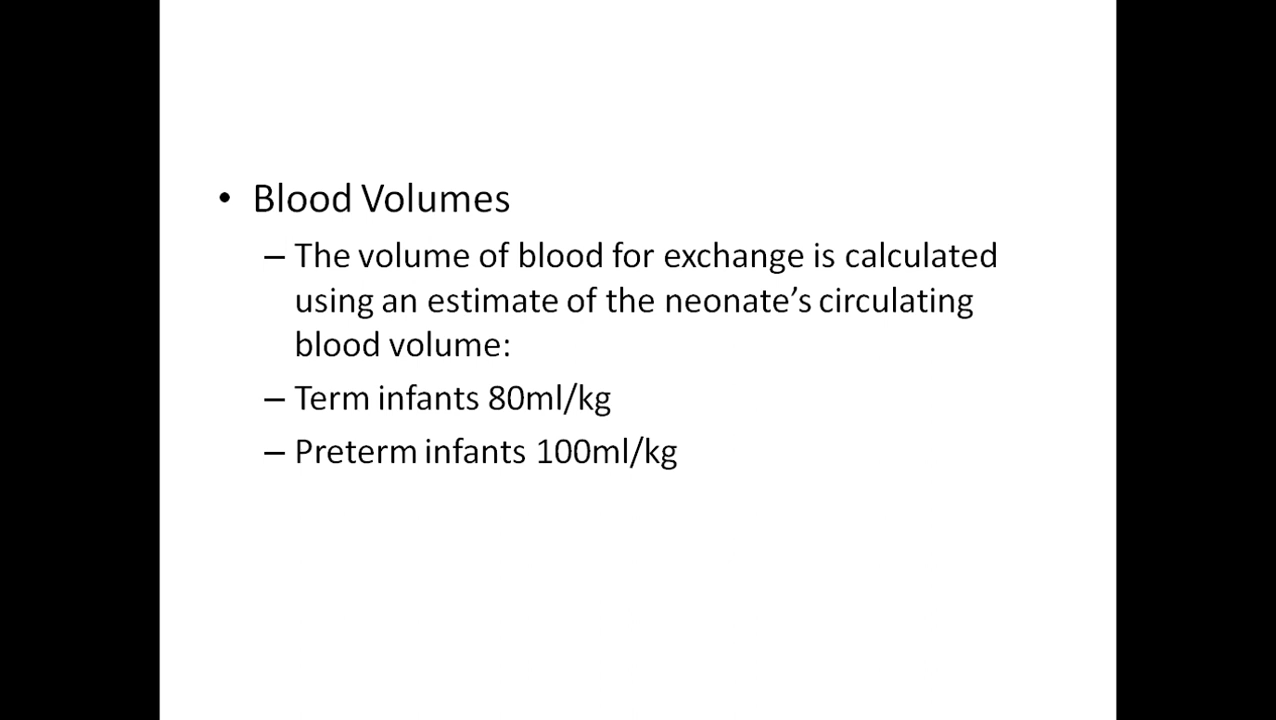 • Blood Volumes
– The volume of blood for exchange is calculated
using an estimate of the neonate’s circulating
blood volume:
– Term infants 80ml/kg
– Preterm infants 100ml/kg